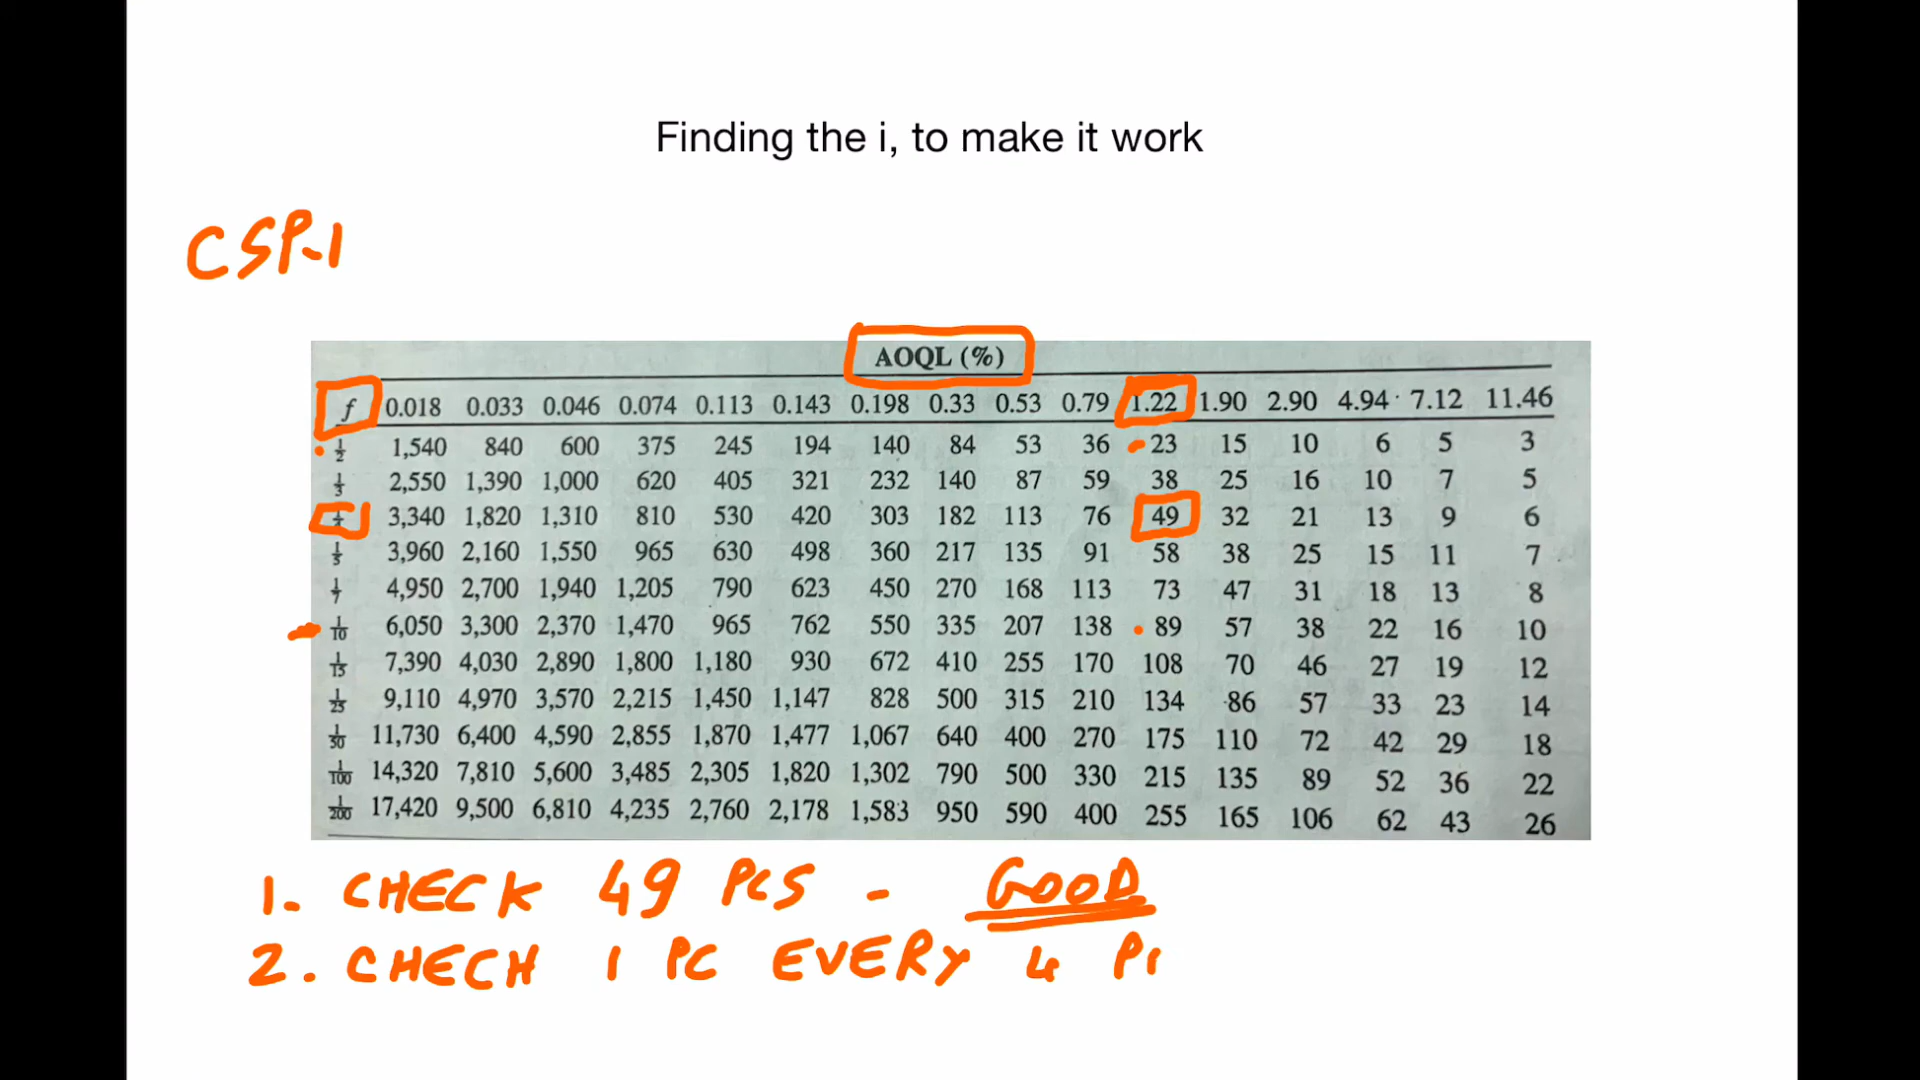 Finding the i, to make it work
CSP-1
AOQL (%)
f 0.018 0.033 0.046 0.074 0.113 0.143 0.198 0.33 0.53 0.79 1.22 1.90 2.90 4.94 7.12 11.46
1/2 1,540 840 600 375 245 194 140 84 53 36 23 15 10 6 5 3
1/3 2,550 1,390 1,000 620 405 321 232 140 87 59 38 25 16 10 7 5
3,340 1,820 1,310 810 530 420 303 182 113 76 49 32 21 13 9 6
1/5 3,960 2,160 1,550 965 630 498 360 217 135 91 58 38 25 15 11 7
1/7 4,950 2,700 1,940 1,205 790 623 450 270 168 113 73 47 31 18 13 8
1/10 6,050 3,300 2,370 1,470 965 762 550 335 207 138 89 57 38 22 16 10
1/15 7,390 4,030 2,890 1,800 1,180 930 672 410 255 170 108 70 46 27 19 12
1/25 9,110 4,970 3,570 2,215 1,450 1,147 828 500 315 210 134 86 57 33 23 14
1/50 11,730 6,400 4,590 2,855 1,870 1,477 1,067 640 400 270 175 110 72 42 29 18
1/100 14,320 7,810 5,600 3,485 2,305 1,820 1,302 790 500 330 215 135 89 52 36 22
1/200 17,420 9,500 6,810 4,235 2,760 2,178 1,583 950 590 400 255 165 106 62 43 26
1. CHECK 49 PCS - GOOD
2. CHECH 1 PC EVERY 4 P